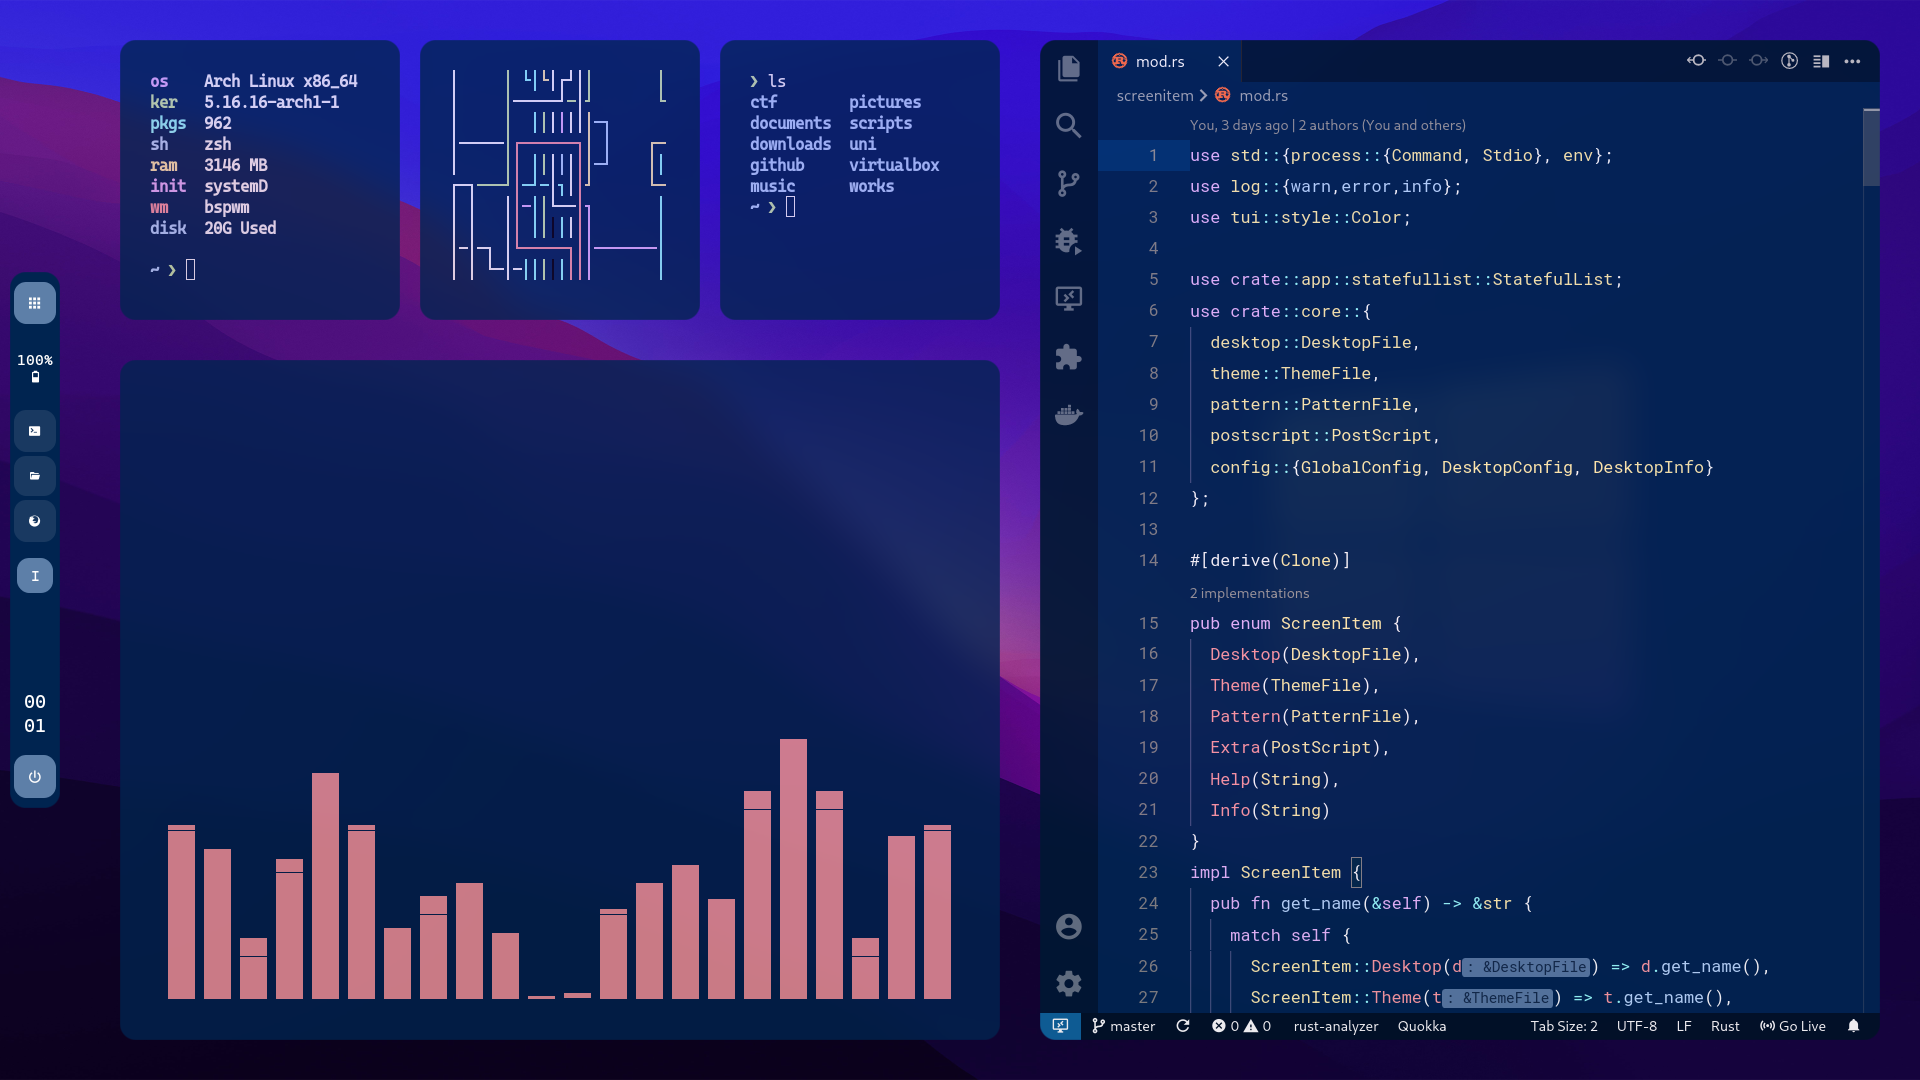 os Arch Linux x86_64
ker 5.16.16-arch1-1
pkgs 962
sh zsh
ram 3146 MB
init systemD
wm bspwm
disk 20G Used
~ ❯
❯ ls
ctf pictures
documents scripts
downloads uni
github virtualbox
music works
~ ❯
100%
I
00
01
mod.rs
screenitem > mod.rs
You, 3 days ago | 2 authors (You and others)
1 use std::{process::{Command, Stdio}, env};
2 use log::{warn,error,info};
3 use tui::style::Color;
4
5 use crate::app::statefullist::StatefulList;
6 use crate::core::{
7 desktop::DesktopFile,
8 theme::ThemeFile,
9 pattern::PatternFile,
10 postscript::PostScript,
11 config::{GlobalConfig, DesktopConfig, DesktopInfo}
12 };
13
14 #[derive(Clone)]
2 implementations
15 pub enum ScreenItem {
16 Desktop(DesktopFile),
17 Theme(ThemeFile),
18 Pattern(PatternFile),
19 Extra(PostScript),
20 Help(String),
21 Info(String)
22 }
23 impl ScreenItem {
24 pub fn get_name(&self) -> &str {
25 match self {
26 ScreenItem::Desktop(d: &DesktopFile) => d.get_name(),
27 ScreenItem::Theme(t: &ThemeFile) => t.get_name(),
master 0 0 rust-analyzer Quokka Tab Size: 2 UTF-8 LF Rust Go Live